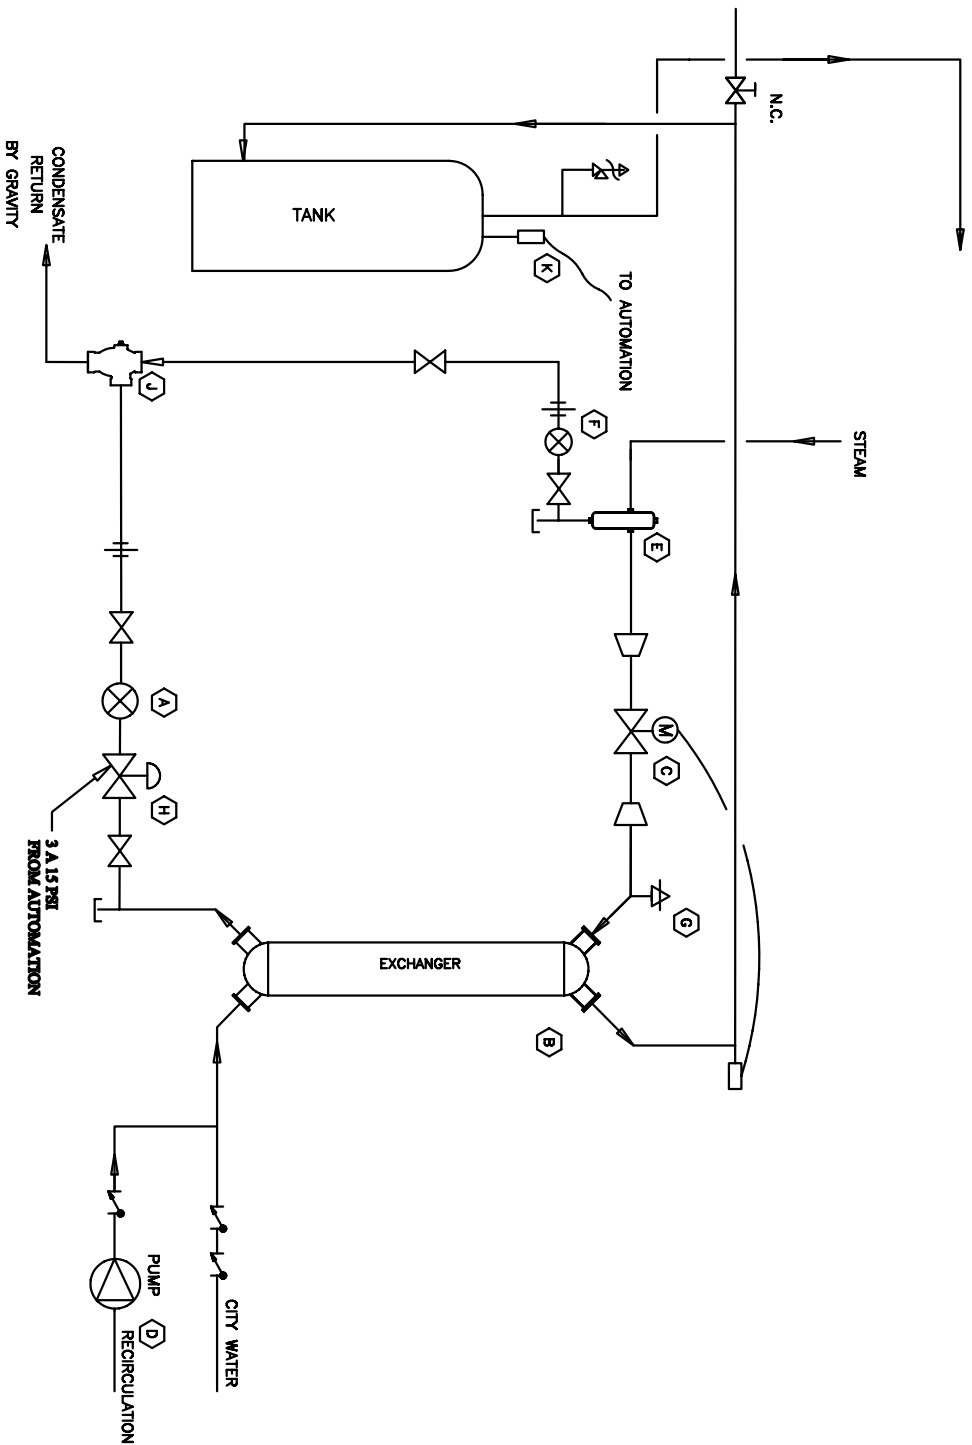 N.C.
TANK
K
TO AUTOMATION
CONDENSATE
RETURN
BY GRAVITY
J
F
STEAM
E
A
M
C
H
3 A 15 PSI
FROM AUTOMATION
G
EXCHANGER
B
PUMP
D
RECIRCULATION
CITY WATER